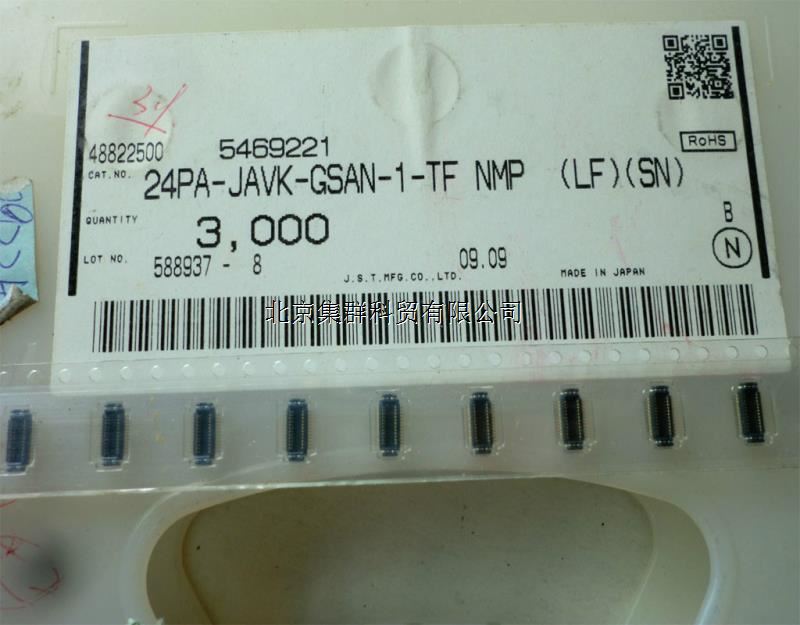 34
48822500 5469221
RoHS
CAT.NO. 24PA-JAVK-GSAN-1-TF NMP (LF)(SN)
QUANTITY 3,000
B
LOT NO. 588937 - 8 09.09
N
J.S.T.MFG.CO.,LTD. MADE IN JAPAN
北京集群科贸有限公司